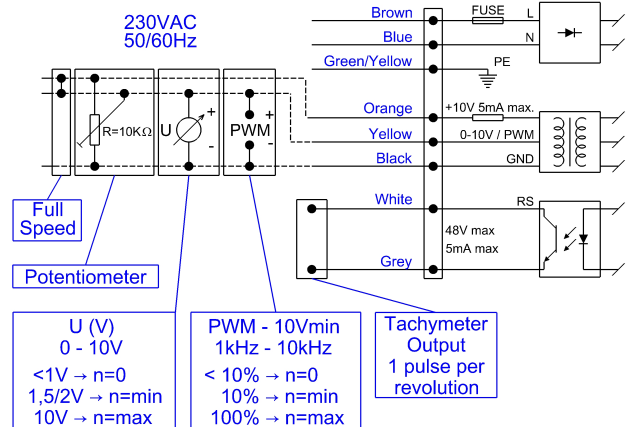 230VAC
50/60Hz
Brown
FUSE
L
Blue
N
Green/Yellow
PE
Orange
+10V 5mA max.
Yellow
0-10V / PWM
Black
GND
R=10KΩ
U
+
-
PWM
+
-
White
RS
48V max
5mA max
Grey
Full
Speed
Potentiometer
U (V)
0 - 10V
<1V → n=0
1,5/2V → n=min
10V → n=max
PWM - 10Vmin
1kHz - 10kHz
< 10% → n=0
10% → n=min
100% → n=max
Tachymeter
Output
1 pulse per
revolution